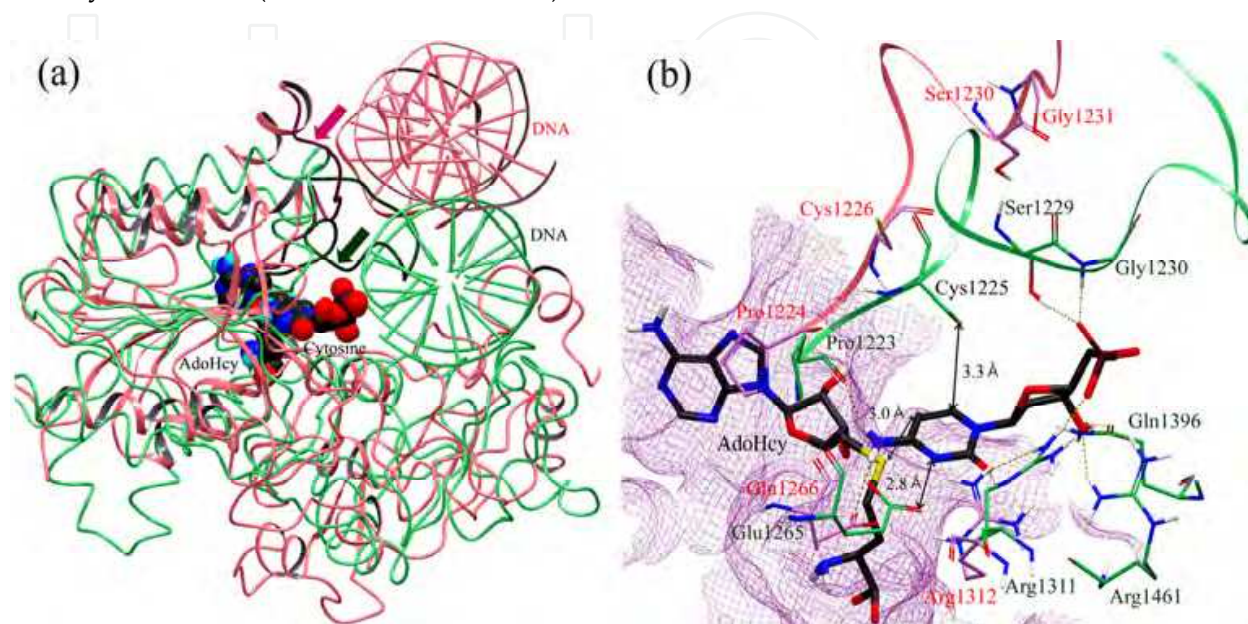 (a)
DNA
DNA
Cytosine
AdoHcy
(b)
Ser1230
Gly1231
Cys1226
Ser1229
Gly1230
Cys1225
Pro1224
Pro1223
3.3 Å
3.0 Å
Gln1396
AdoHcy
2.8 Å
Glu1266
Glu1265
Arg1312
Arg1311
Arg1461